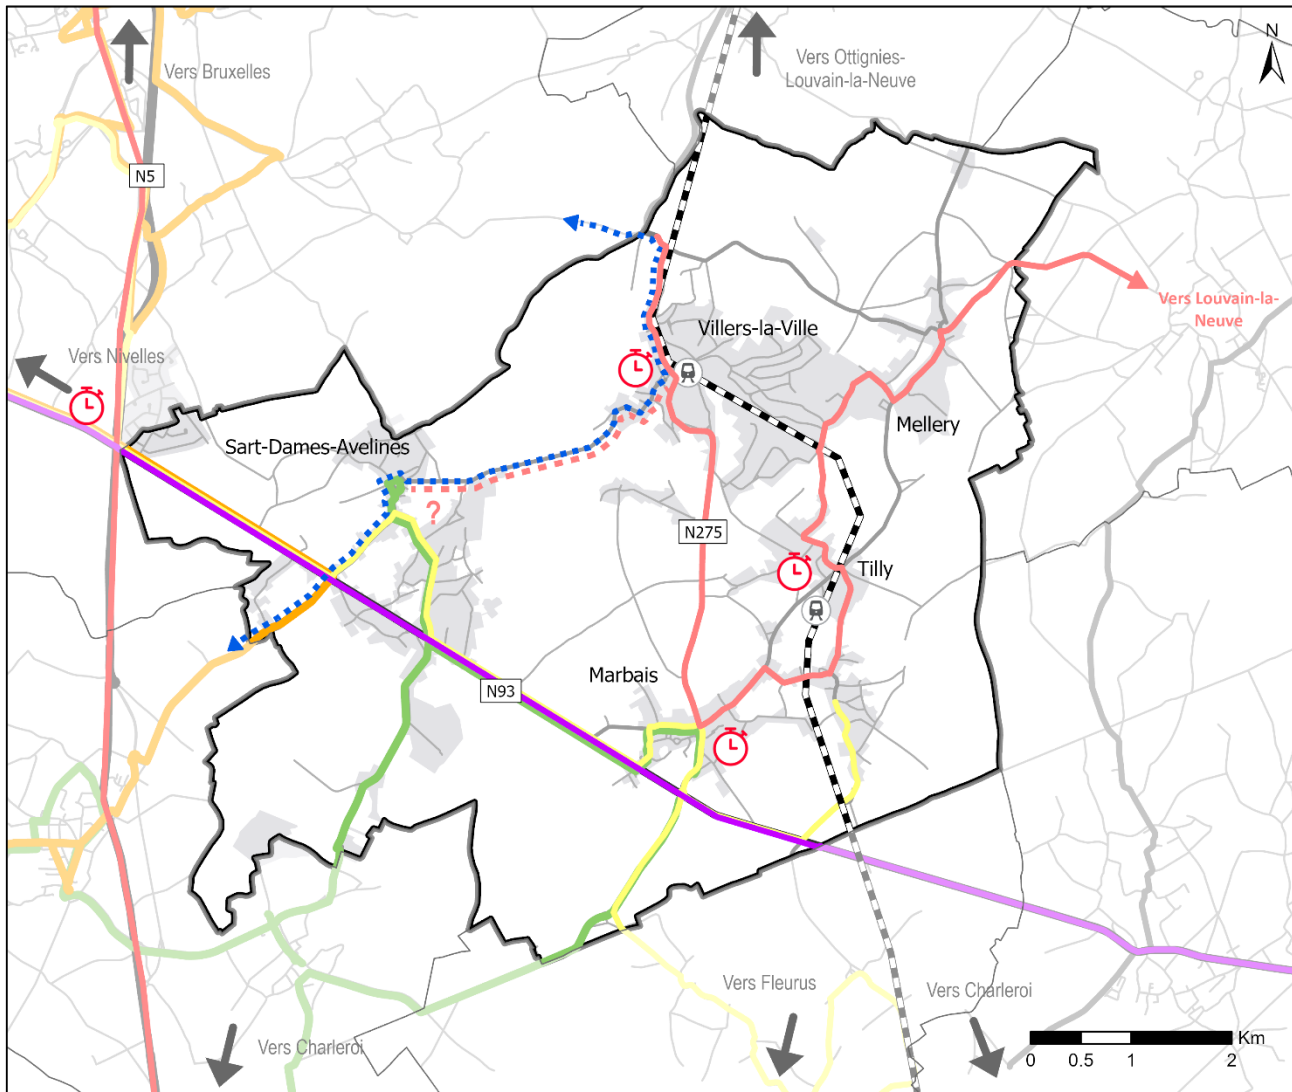 Vers Bruxelles
Vers Ottignies-
Louvain-la-Neuve
N
N5
Vers Louvain-la-
Neuve
Villers-la-Ville
Vers Nivelles
Mellery
Sart-Dames-Avelines
?
N275
Tilly
Marbais
N93
Vers Fleurus
Vers Charleroi
Vers Charleroi
Km
0 0.5 1 2